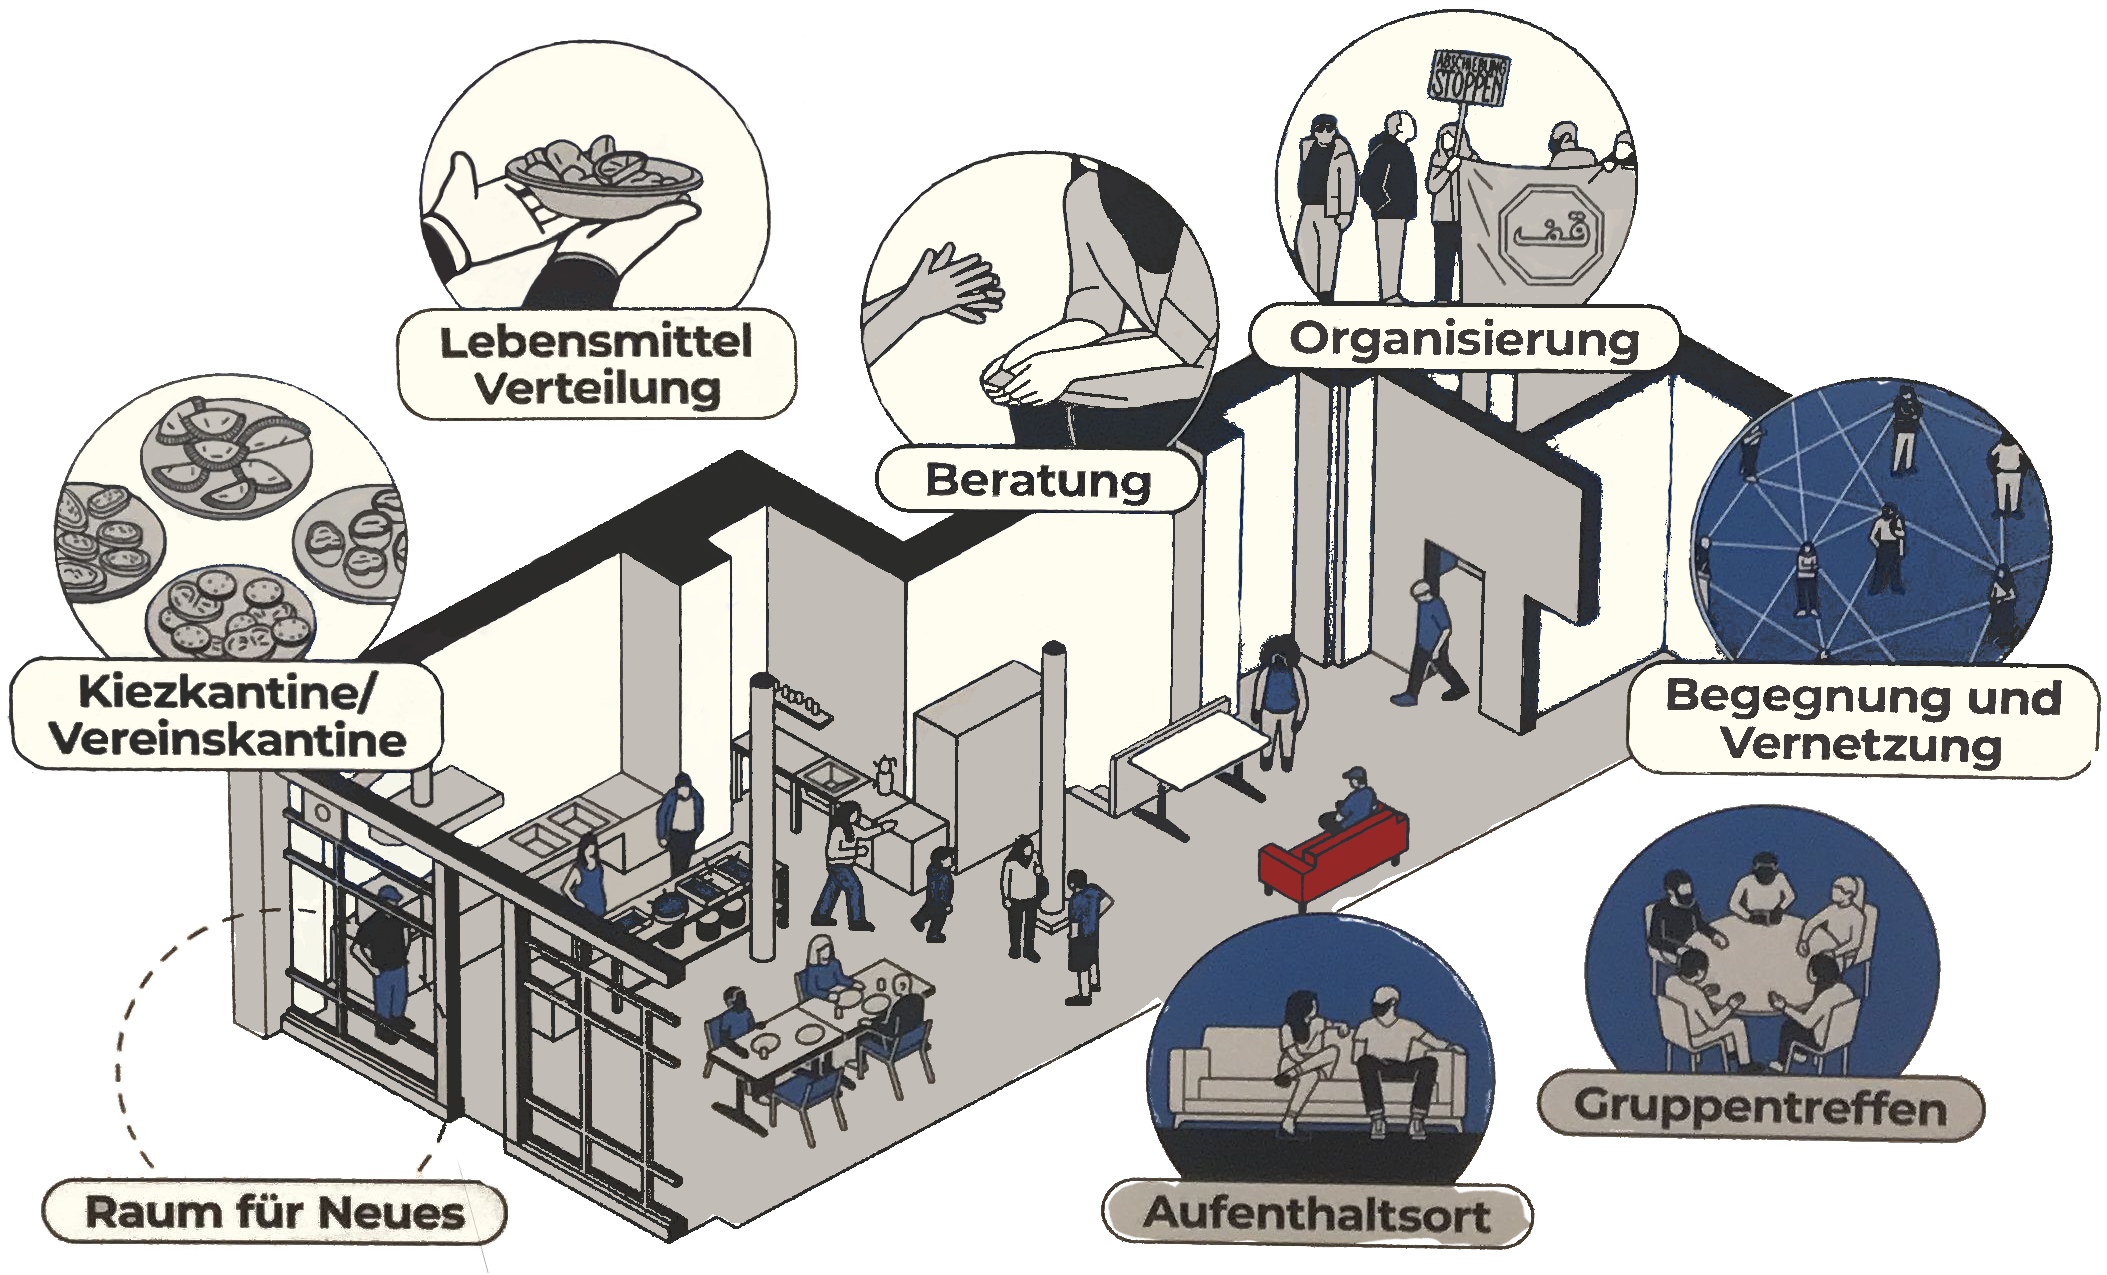 ABSCHIEBUNG
STOPPEN
Organisierung
Lebensmittel
Verteilung
Beratung
Kiezkantine/
Vereinskantine
Begegnung und
Vernetzung
Gruppentreffen
Aufenthaltsort
Raum für Neues